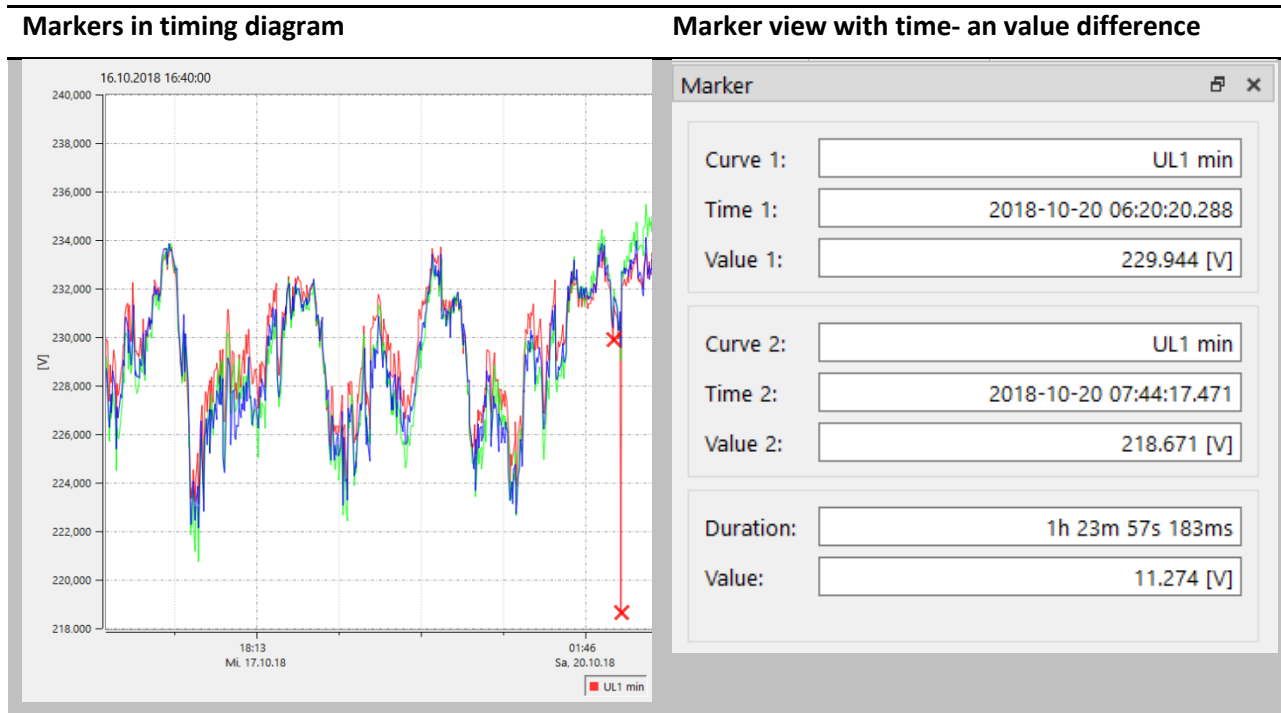 Markers in timing diagram
Marker view with time- an value difference
16.10.2018 16:40:00
240,000
238,000
236,000
234,000
232,000
230,000
228,000
226,000
224,000
222,000
220,000
218.000
[V]
18:13
Mi, 17.10.18
01:46
Sa, 20.10.18
UL1 min
Marker
Curve 1: UL1 min
Time 1: 2018-10-20 06:20:20.288
Value 1: 229.944 [V]
Curve 2: UL1 min
Time 2: 2018-10-20 07:44:17.471
Value 2: 218.671 [V]
Duration: 1h 23m 57s 183ms
Value: 11.274 [V]